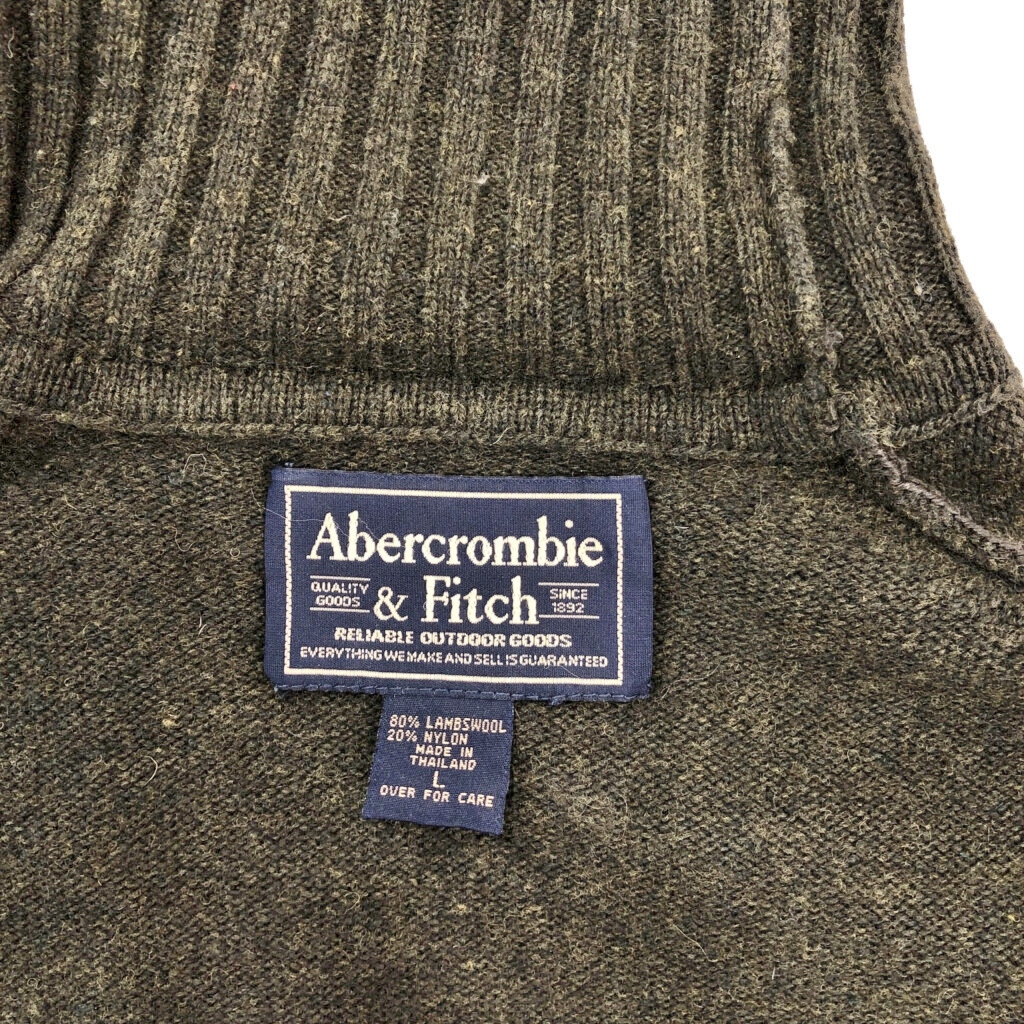 Abercrombie
QUALITY GOODS & Fitch SINCE 1892
RELIABLE OUTDOOR GOODS
EVERYTHING WE MAKE AND SELL IS GUARANTEED
80% LAMBSWOOL
20% NYLON
MADE IN
THAILAND
L
OVER FOR CARE